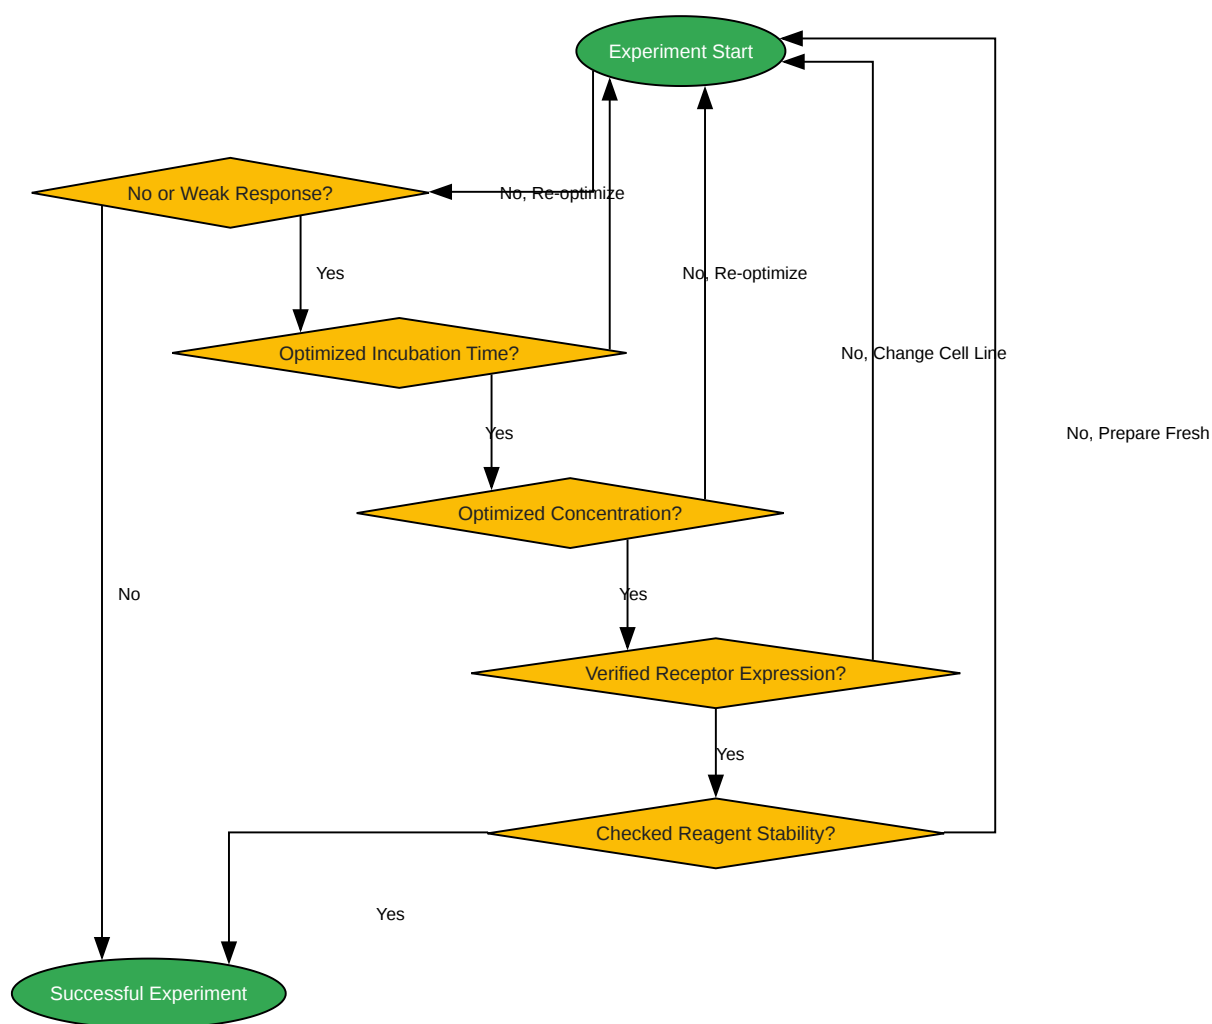 Experiment Start
No or Weak Response?
No, Re-optimize
Yes
No, Re-optimize
Optimized Incubation Time?
No, Change Cell Line
Yes
No, Prepare Fresh
Optimized Concentration?
No
Yes
Verified Receptor Expression?
Yes
Checked Reagent Stability?
Yes
Successful Experiment